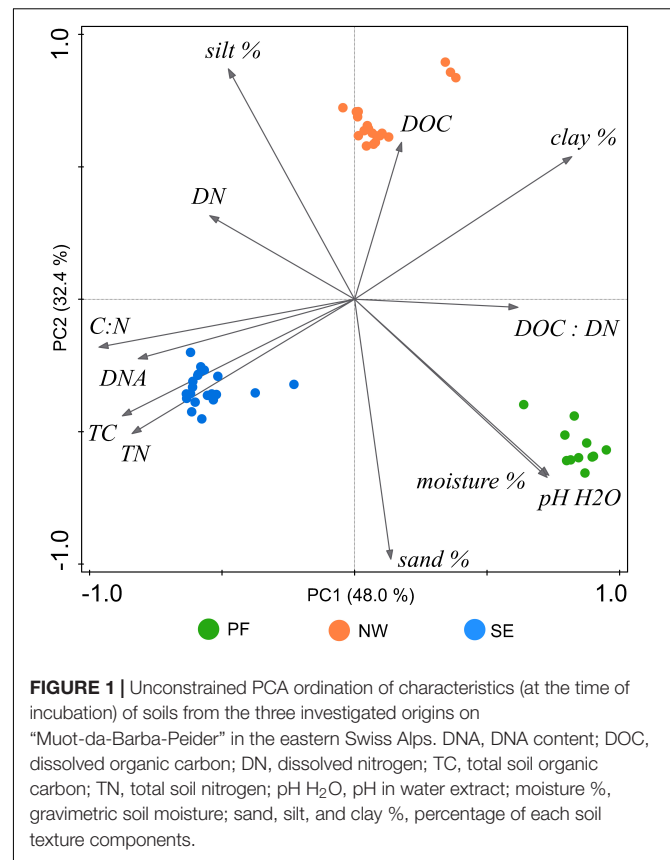 1.0
silt %
DOC
clay %
DN
PC2 (32.4 %)
C:N
DOC : DN
DNA
TC
TN
moisture %
pH H2O
sand %
-1.0
-1.0
PC1 (48.0 %)
1.0
PF
NW
SE
FIGURE 1 | Unconstrained PCA ordination of characteristics (at the time of
incubation) of soils from the three investigated origins on
“Muot-da-Barba-Peider” in the eastern Swiss Alps. DNA, DNA content; DOC,
dissolved organic carbon; DN, dissolved nitrogen; TC, total soil organic
carbon; TN, total soil nitrogen; pH H₂O, pH in water extract; moisture %,
gravimetric soil moisture; sand, silt, and clay %, percentage of each soil
texture components.